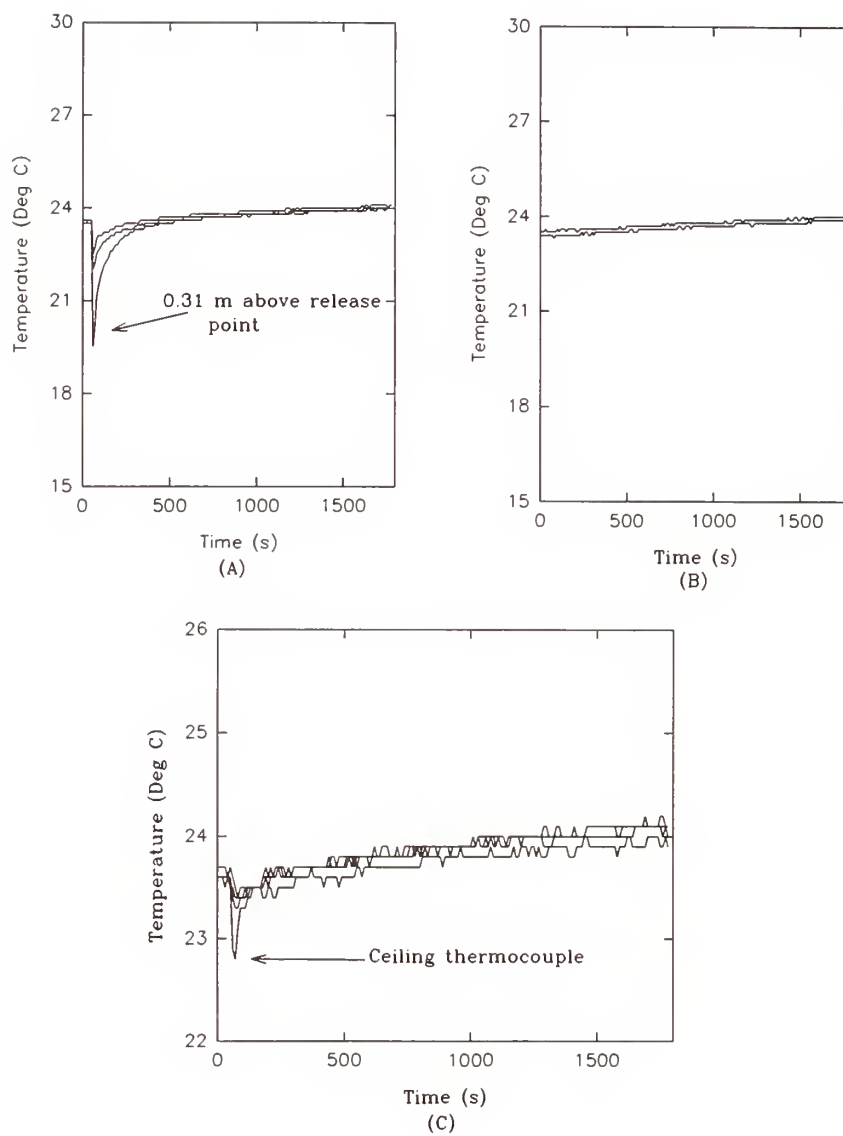 30
27
24
21
18
15
Temperature (Deg C)
0.31 m above release
point
0
500
1000
1500
Time (s)
(A)
30
27
24
21
18
15
Temperature (Deg C)
0
500
1000
1500
Time (s)
(B)
26
25
24
23
22
Temperature (Deg C)
Ceiling thermocouple
0
500
1000
1500
Time (s)
(C)